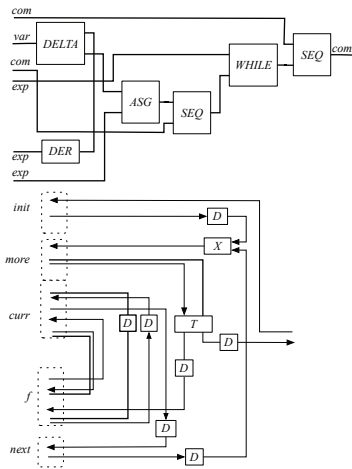 com
var DELTA
com WHILE SEQ com
exp
ASG SEQ
exp DER
exp
init D
X
more
curr D D T D
D
f
D
next D